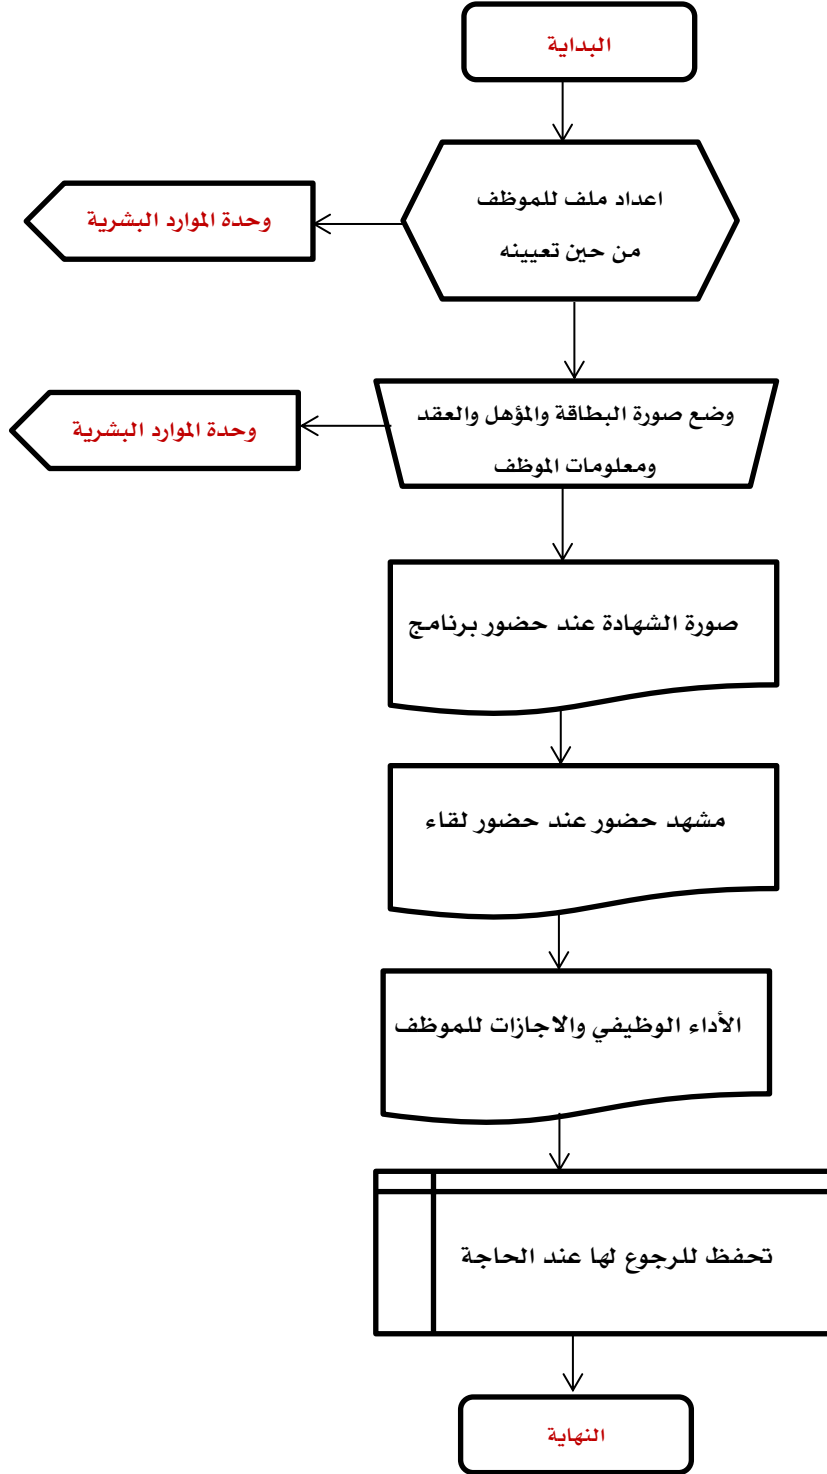 البداية
اعداد ملف للموظف
من حين تعيينه
وحدة الموارد البشرية
وضع صورة البطاقة والمؤهل والعقد
ومعلومات الموظف
وحدة الموارد البشرية
صورة الشهادة عند حضور برنامج
مشهد حضور عند حضور لقاء
الأداء الوظيفي والاجازات للموظف
تحفظ للرجوع لها عند الحاجة
النهاية